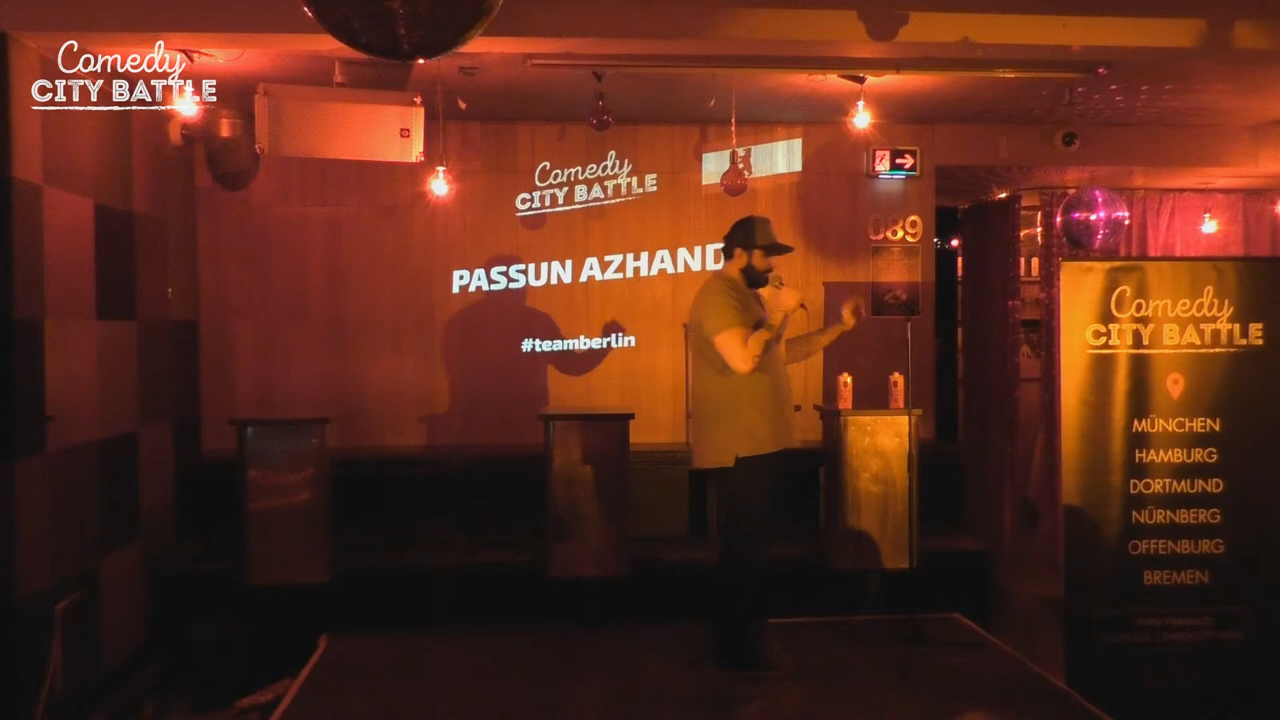 Comedy
CITY BATTLE
Comedy
CITY BATTLE
PASSUN AZHAND
#teamberlin
089
Comedy
CITY BATTLE
MÜNCHEN
HAMBURG
DORTMUND
NÜRNBERG
OFFENBURG
BREMEN